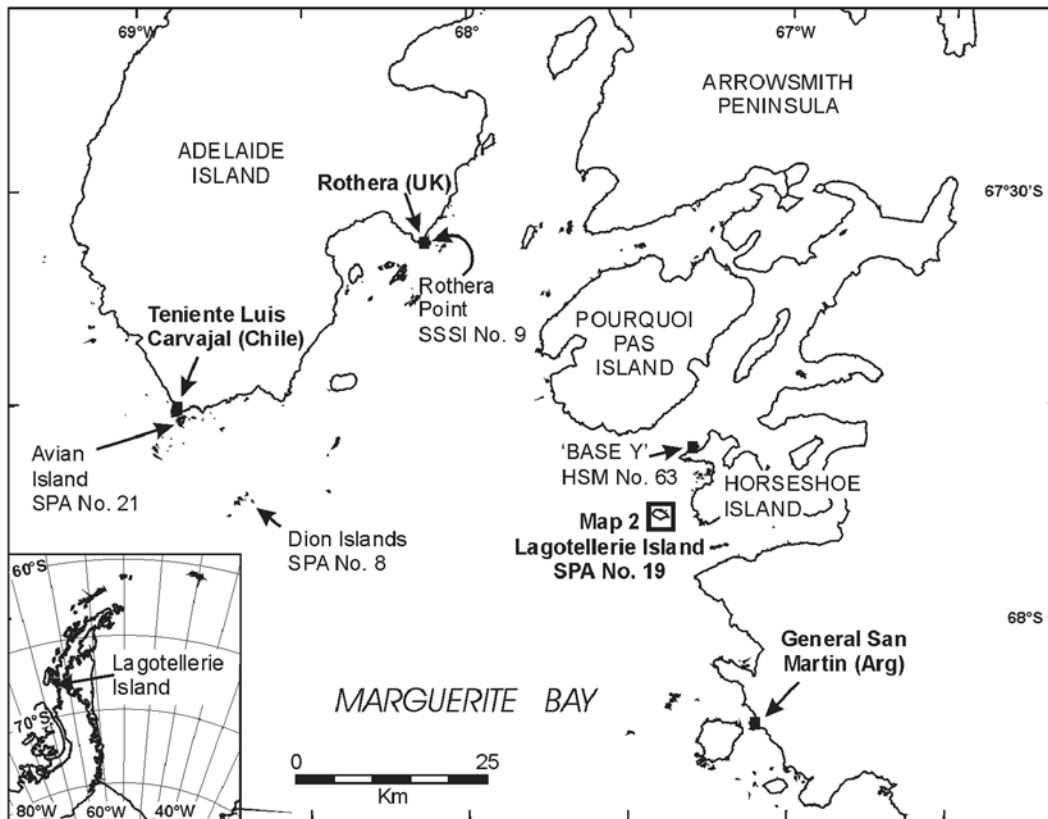 69°W
68°
67°W
ARROWSMITH
PENINSULA
ADELAIDE
ISLAND
Rothera (UK)
67°30'S
Rothera
Point
SSSI No. 9
Teniente Luis
Carvajal (Chile)
POURQUOI
PAS
ISLAND
Avian
Island
SPA No. 21
'BASE Y'
HSM No. 63
HORSESHOE
ISLAND
Map 2
Lagotellerie Island
SPA No. 19
Dion Islands
SPA No. 8
60°S
Lagotellerie
Island
70°S
80°W
60°W
40°W
68°S
General San
Martin (Arg)
MARGUERITE BAY
0
25
Km